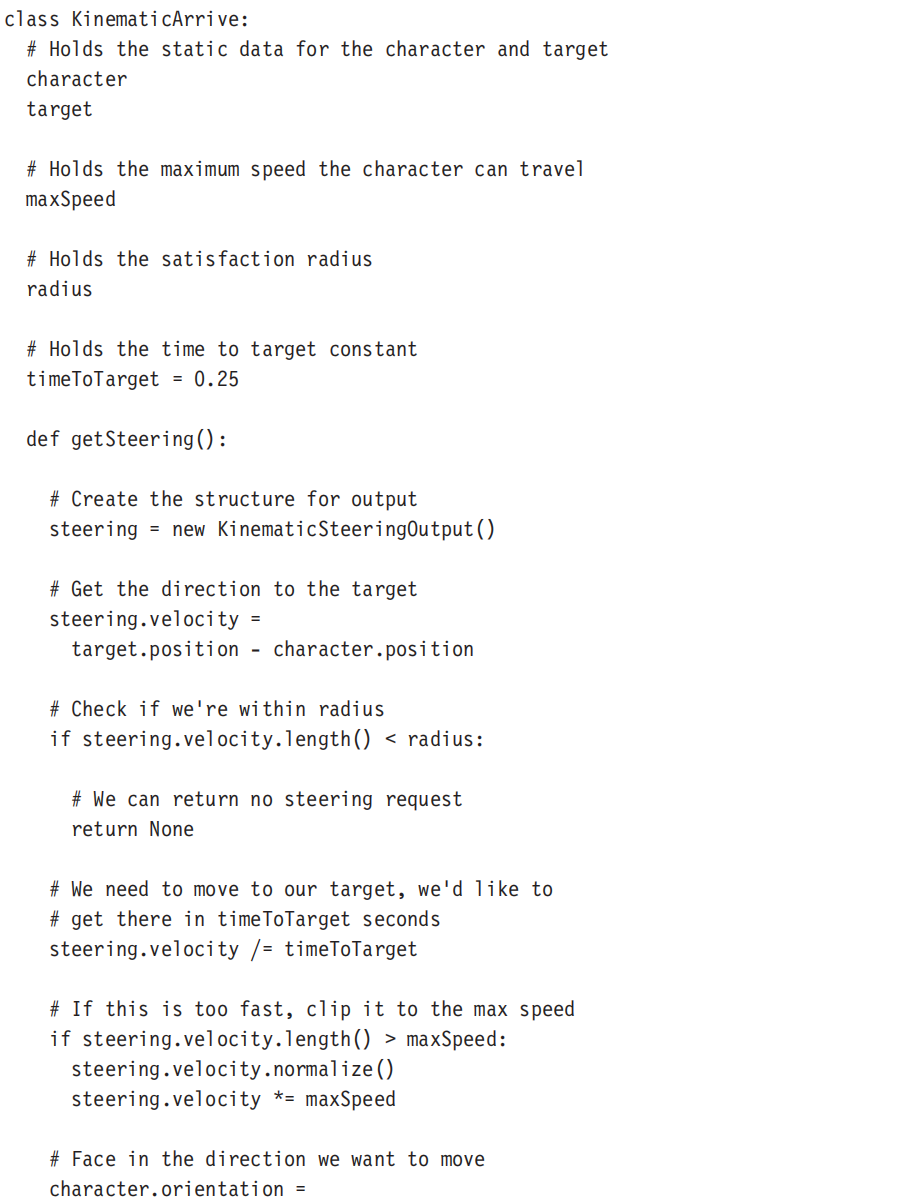 class KinematicArrive:
# Holds the static data for the character and target
character
target
# Holds the maximum speed the character can travel
maxSpeed
# Holds the satisfaction radius
radius
# Holds the time to target constant
timeToTarget = 0.25
def getSteering():
# Create the structure for output
steering = new KinematicSteeringOutput()
# Get the direction to the target
steering.velocity =
target.position - character.position
# Check if we're within radius
if steering.velocity.length() < radius:
# We can return no steering request
return None
# We need to move to our target, we'd like to
# get there in timeToTarget seconds
steering.velocity /= timeToTarget
# If this is too fast, clip it to the max speed
if steering.velocity.length() > maxSpeed:
steering.velocity.normalize()
steering.velocity *= maxSpeed
# Face in the direction we want to move
character.orientation =